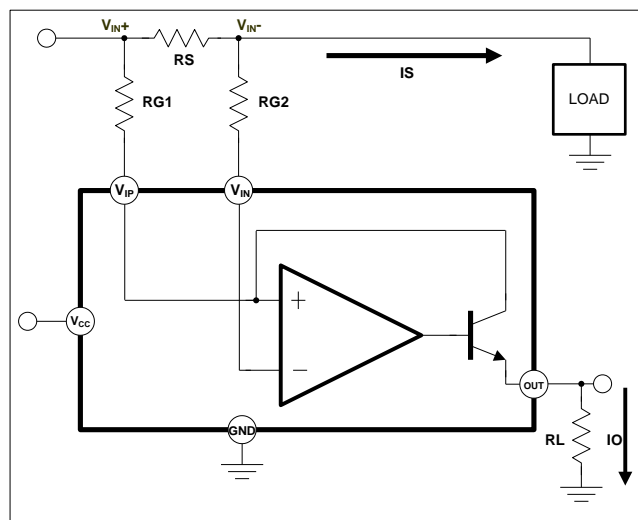 VIN+ VIN-
RS
IS
RG1 RG2
LOAD
VIP VIN
+
VCC
−
OUT
GND
RL IO